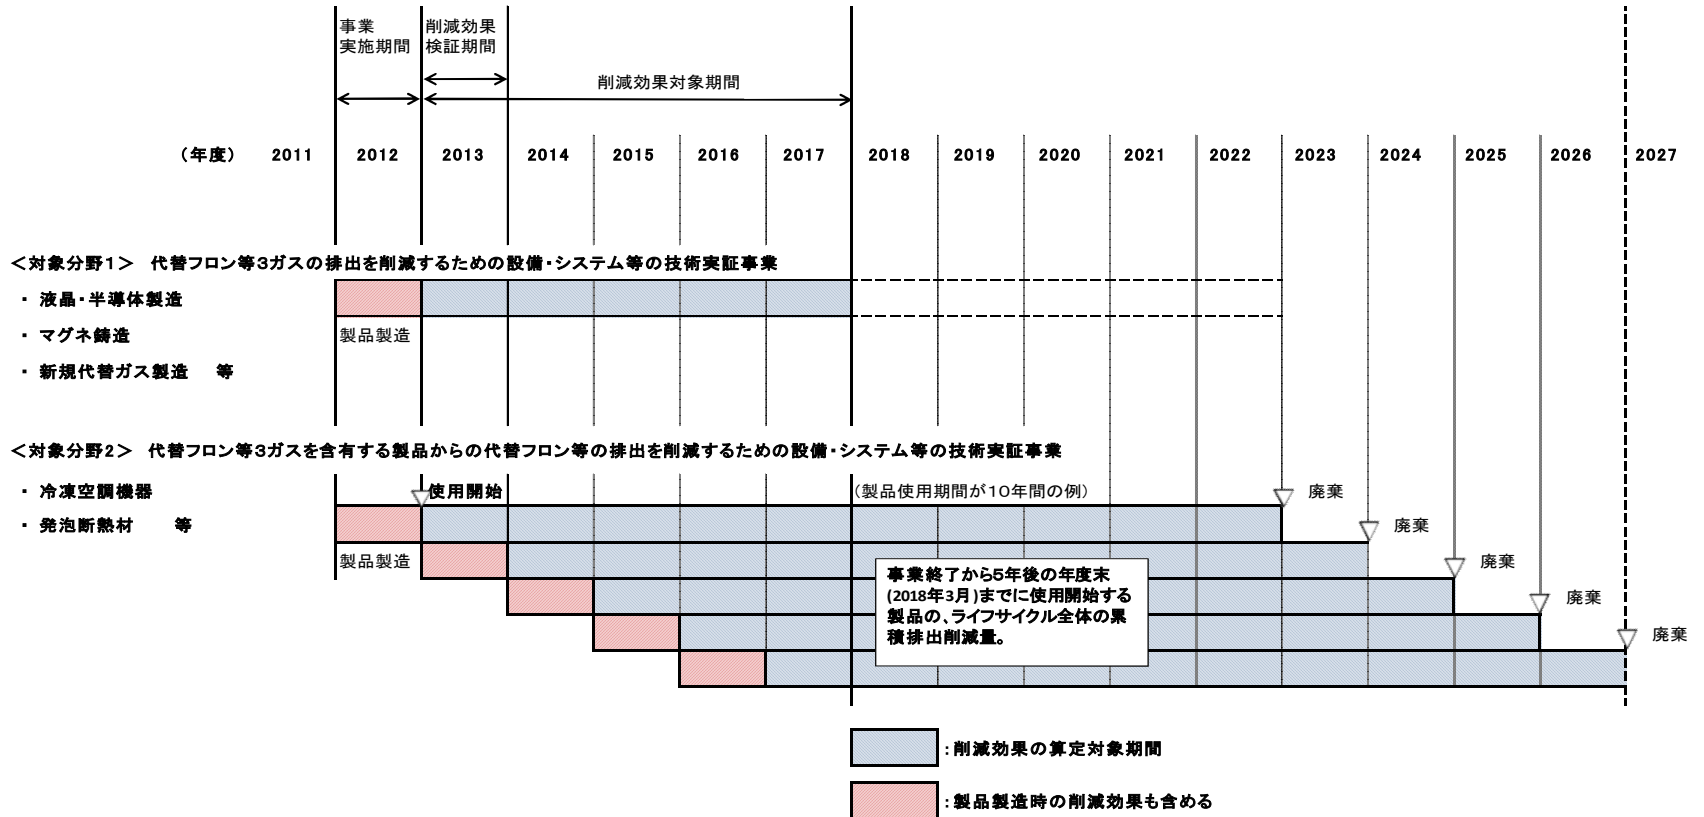 事業
実施期間
削減効果
検証期間
削減効果対象期間
（年度） 2011 2012 2013 2014 2015 2016 2017 2018 2019 2020 2021 2022 2023 2024 2025 2026 2027
＜対象分野１＞ 代替フロン等３ガスの排出を削減するための設備・システム等の技術実証事業
・ 液晶・半導体製造
・ マグネ鋳造
製品製造
・ 新規代替ガス製造 等
＜対象分野２＞ 代替フロン等３ガスを含有する製品からの代替フロン等の排出を削減するための設備・システム等の技術実証事業
・ 冷凍空調機器
使用開始
（製品使用期間が１０年間の例）
廃棄
・ 発泡断熱材 等
廃棄
製品製造
廃棄
事業終了から５年後の年度末
(2018年３月)までに使用開始する
製品の、ライフサイクル全体の累
積排出削減量。
廃棄
廃棄
：削減効果の算定対象期間
：製品製造時の削減効果も含める